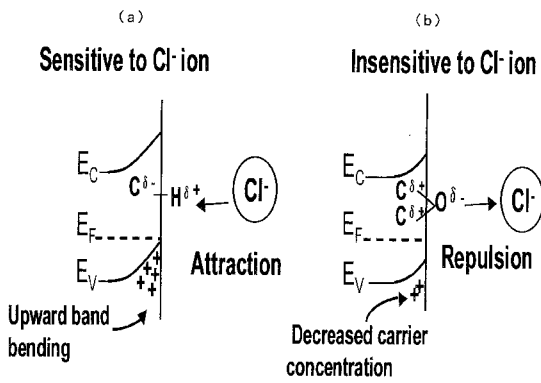 (a)
Sensitive to Cl- ion
E_C
C^δ-
H^δ+
Cl-
E_F
Attraction
E_V
+ + + + +
Upward band
bending
(b)
Insensitive to Cl- ion
E_C
C^δ+
C^δ+
O^δ-
Cl-
E_F
Repulsion
E_V
+ +
Decreased carrier
concentration